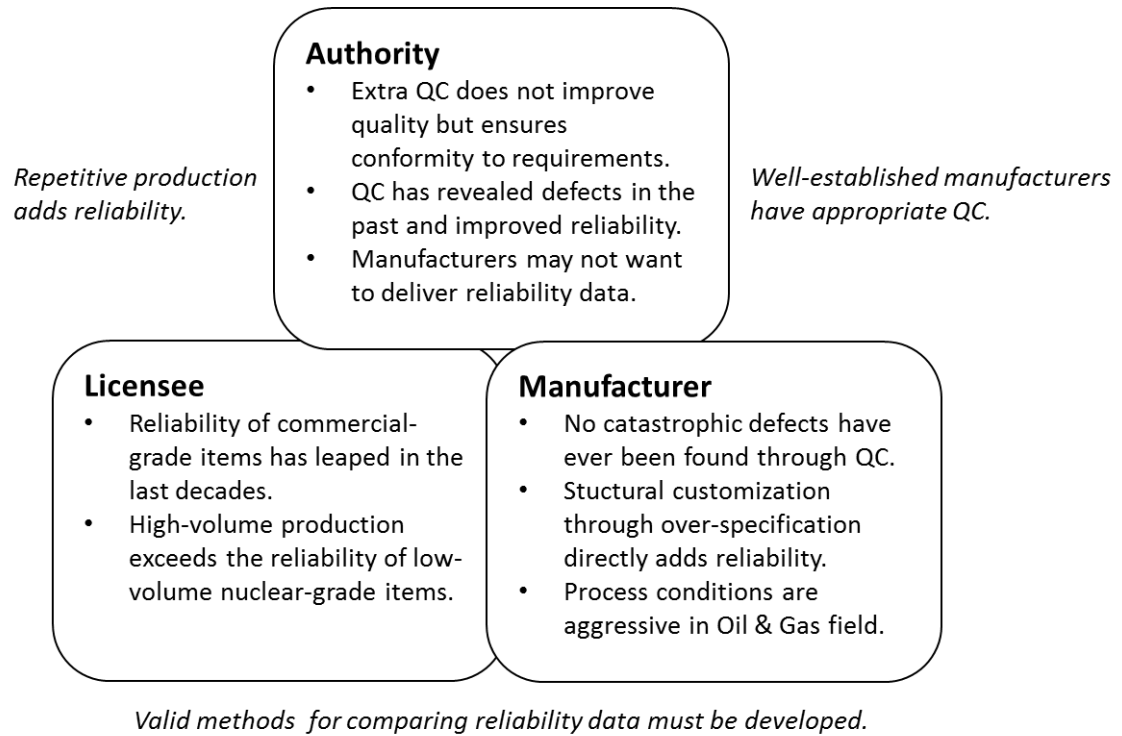 Authority
• Extra QC does not improve
quality but ensures
conformity to requirements.
• QC has revealed defects in the
past and improved reliability.
• Manufacturers may not want
to deliver reliability data.
Repetitive production
adds reliability.
Well-established manufacturers
have appropriate QC.
Licensee
• Reliability of commercial-
grade items has leaped in the
last decades.
• High-volume production
exceeds the reliability of low-
volume nuclear-grade items.
Manufacturer
• No catastrophic defects have
ever been found through QC.
• Stuctural customization
through over-specification
directly adds reliability.
• Process conditions are
aggressive in Oil & Gas field.
Valid methods for comparing reliability data must be developed.